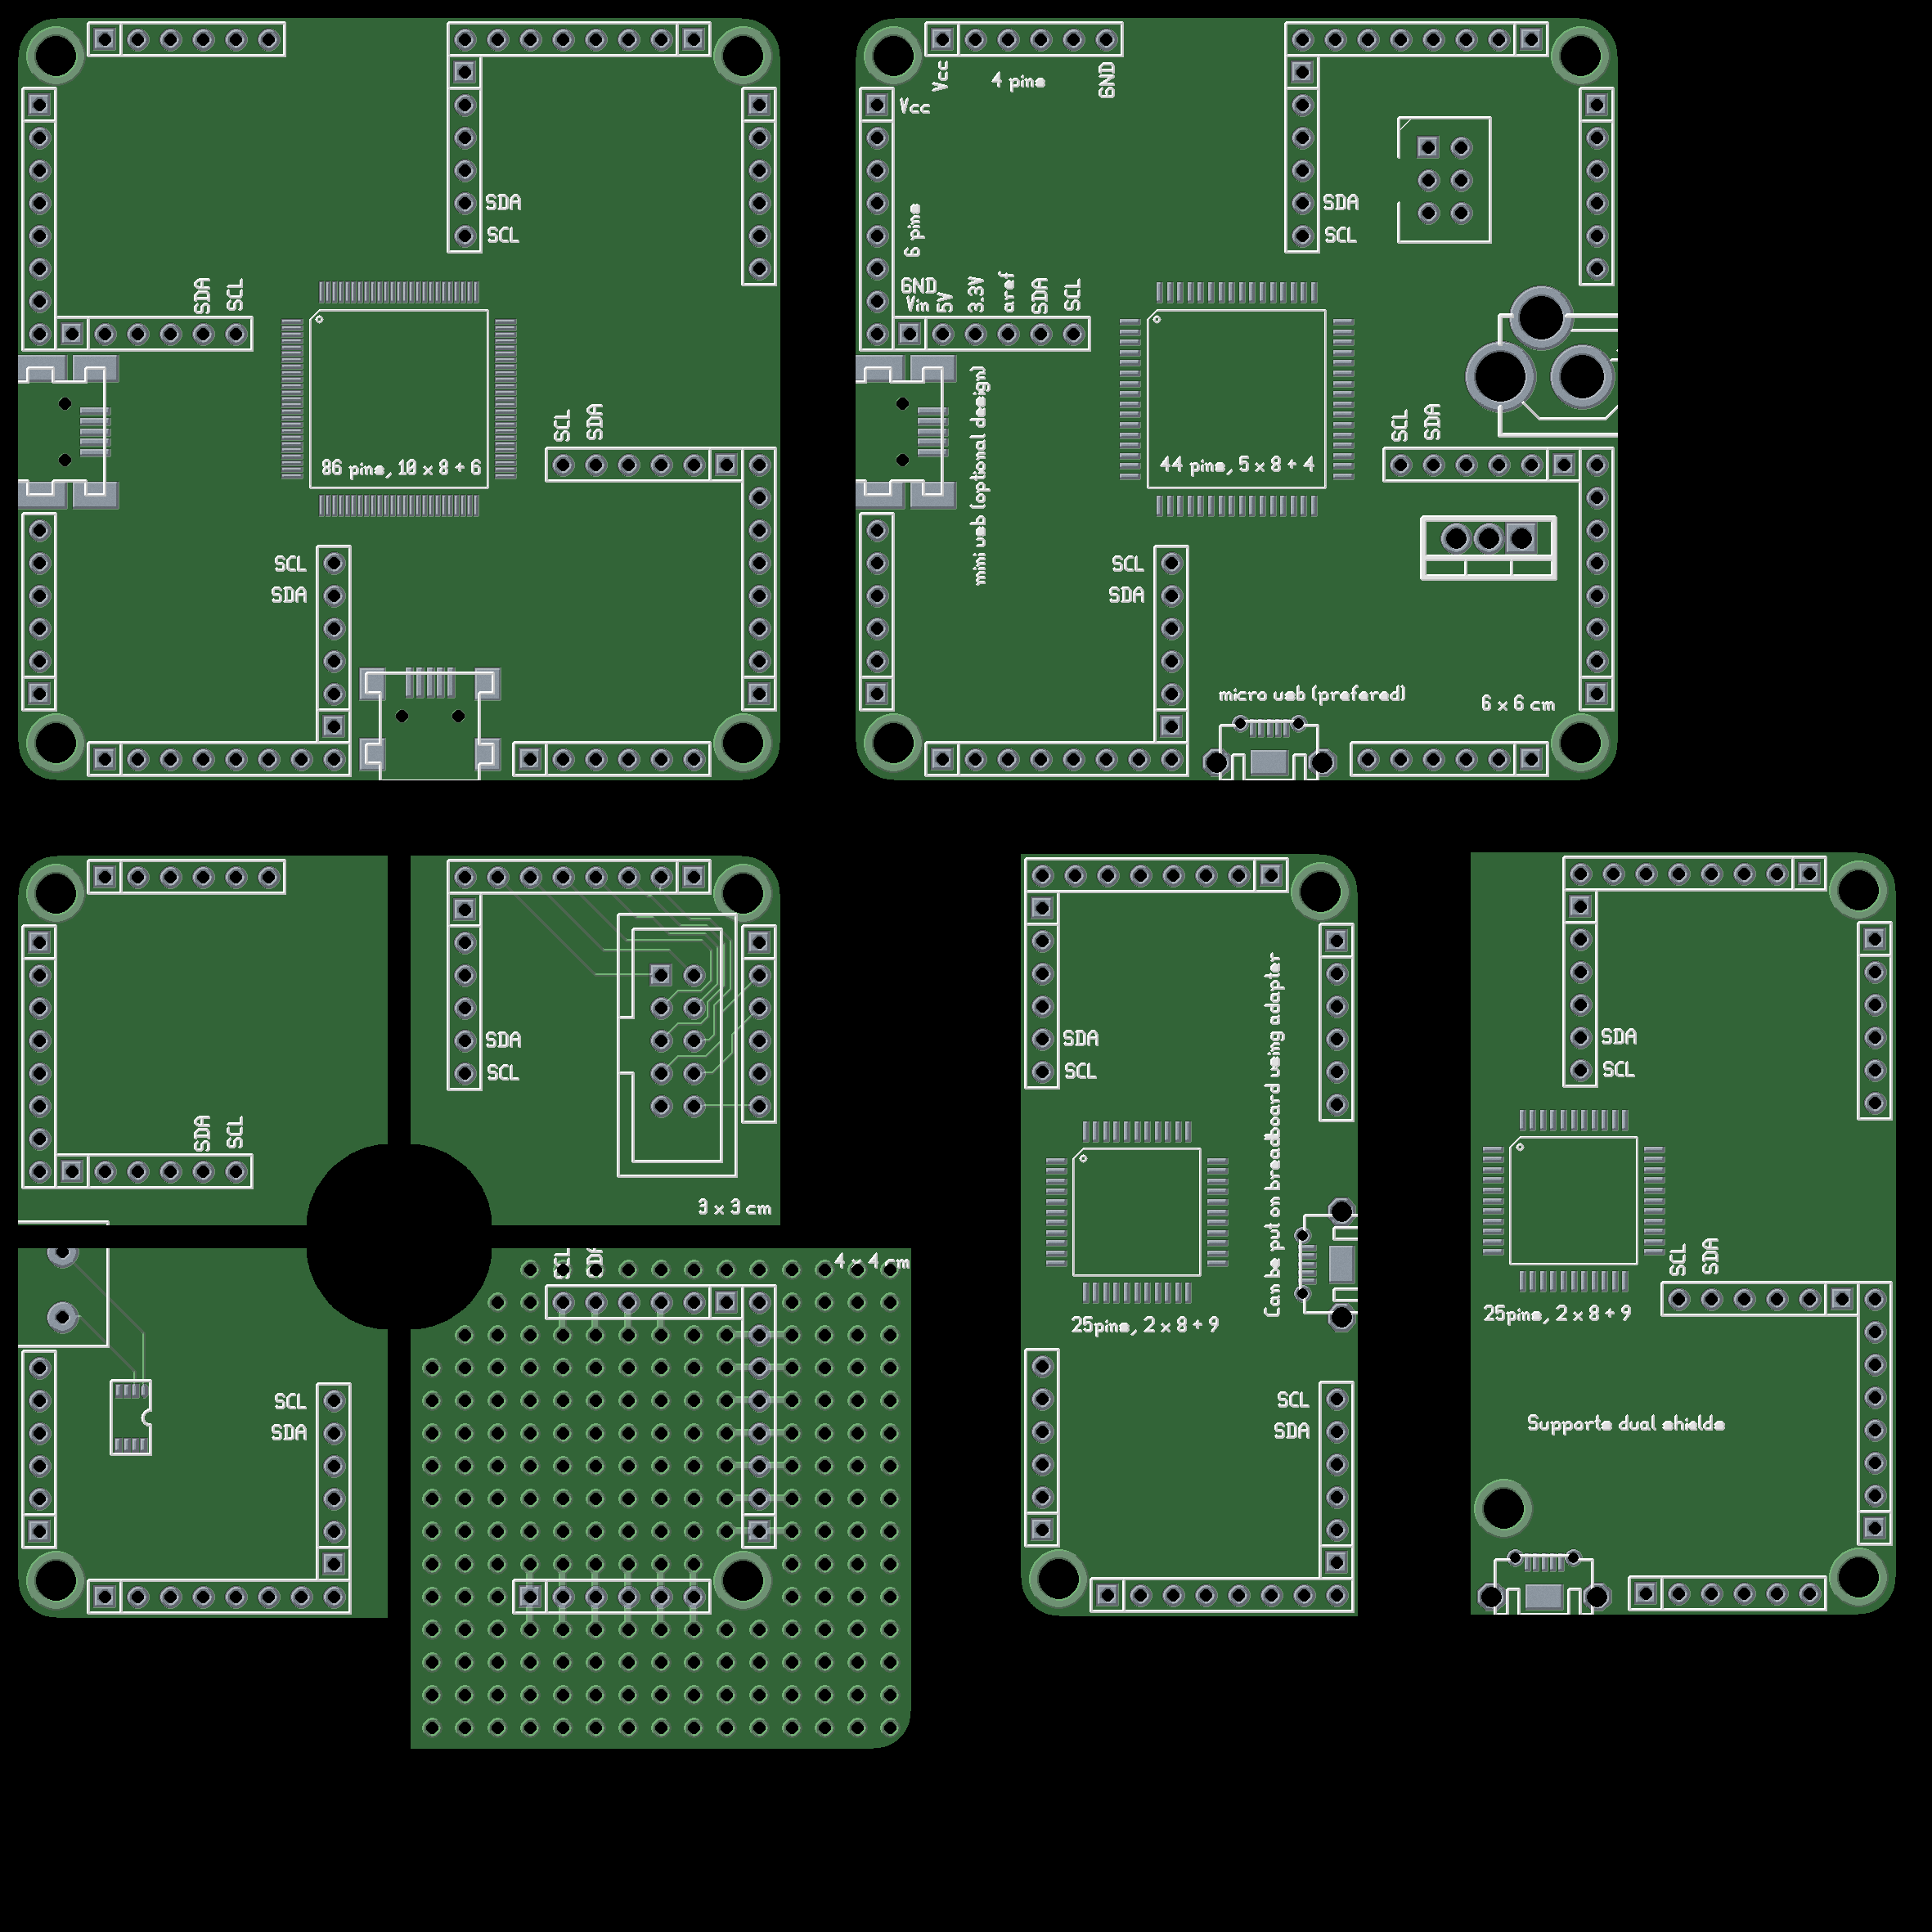 SDA
SCL
SDA
SCL
SCL
SDA
86 pins, 10 x 8 + 6
SCL
SDA
Vcc
4 pins
GND
Vcc
6 pins
SDA
SCL
GND
Vin
5V
3.3V
aref
SDA
SCL
mini usb (optional design)
SCL
SDA
44 pins, 5 x 8 + 4
SCL
SDA
micro usb (prefered)
6 x 6 cm
SDA
SCL
SDA
SCL
3 x 3 cm
SCL
SDA
4 x 4 cm
SCL
SDA
SDA
SCL
Can be put on breadboard using adapter
25pins, 2 x 8 + 9
SCL
SDA
SDA
SCL
SCL
SDA
25pins, 2 x 8 + 9
Supports dual shields